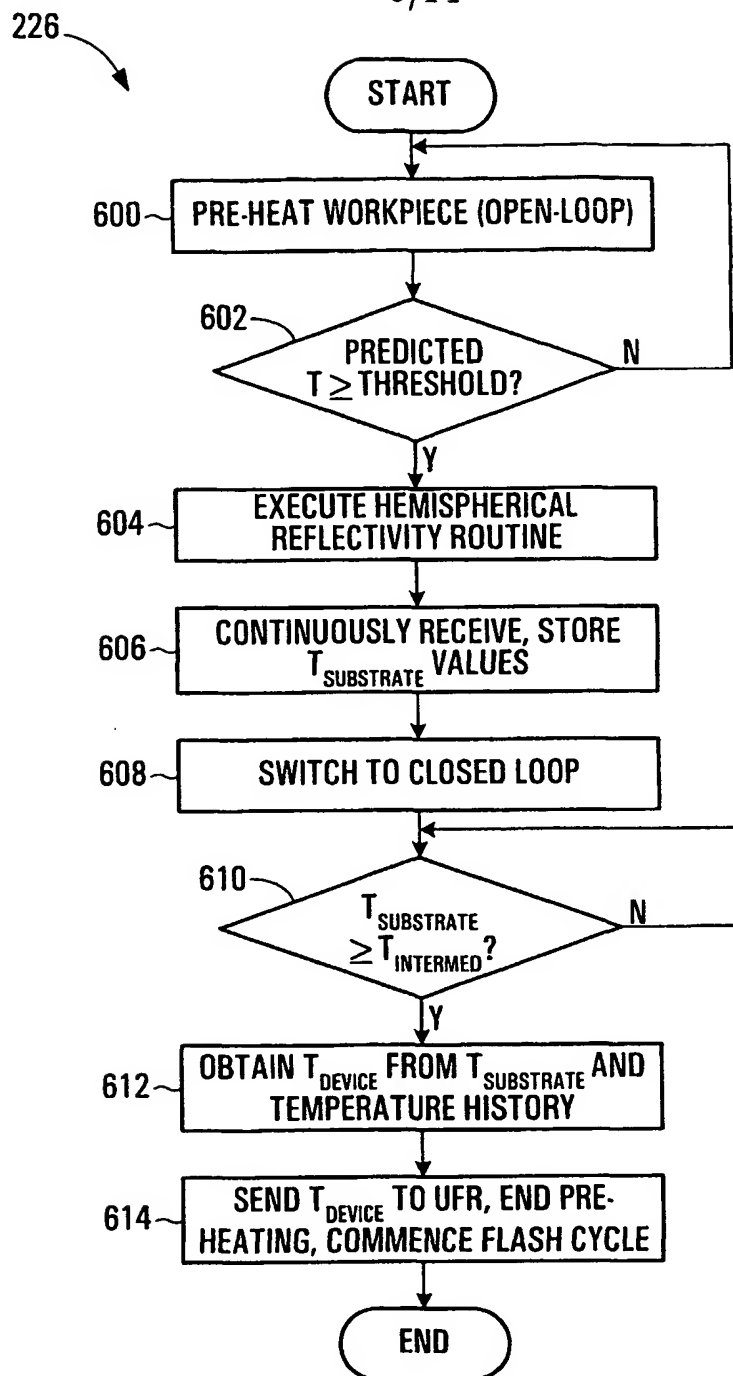 226
START
600
PRE-HEAT WORKPIECE (OPEN-LOOP)
602
PREDICTED
T ≥ THRESHOLD?
N
Y
604
EXECUTE HEMISPHERICAL
REFLECTIVITY ROUTINE
606
CONTINUOUSLY RECEIVE, STORE
TSUBSTRATE VALUES
608
SWITCH TO CLOSED LOOP
610
TSUBSTRATE
≥ TINTERMED?
N
Y
612
OBTAIN TDEVICE FROM TSUBSTRATE AND
TEMPERATURE HISTORY
614
SEND TDEVICE TO UFR, END PRE-
HEATING, COMMENCE FLASH CYCLE
END